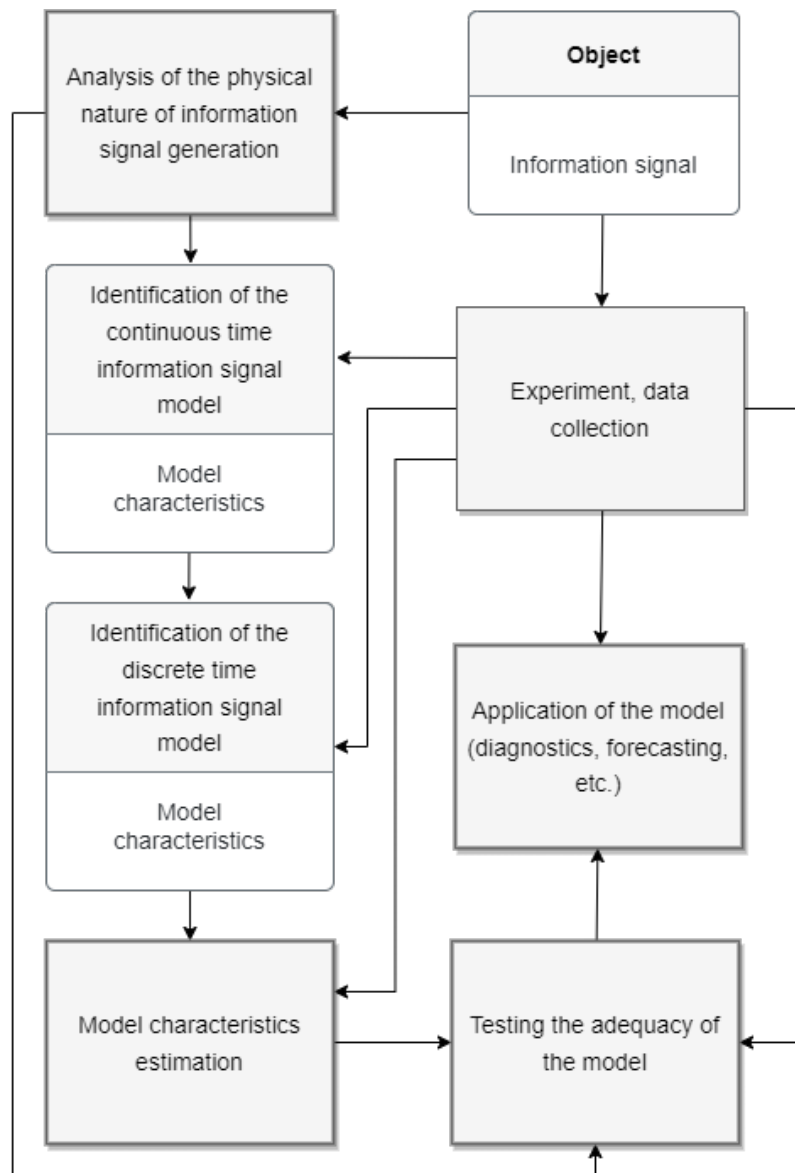 Analysis of the physical
nature of information
signal generation
Object
Information signal
Identification of the
continuous time
information signal
model
Model
characteristics
Experiment, data
collection
Identification of the
discrete time
information signal
model
Model
characteristics
Application of the model
(diagnostics, forecasting,
etc.)
Model characteristics
estimation
Testing the adequacy of
the model